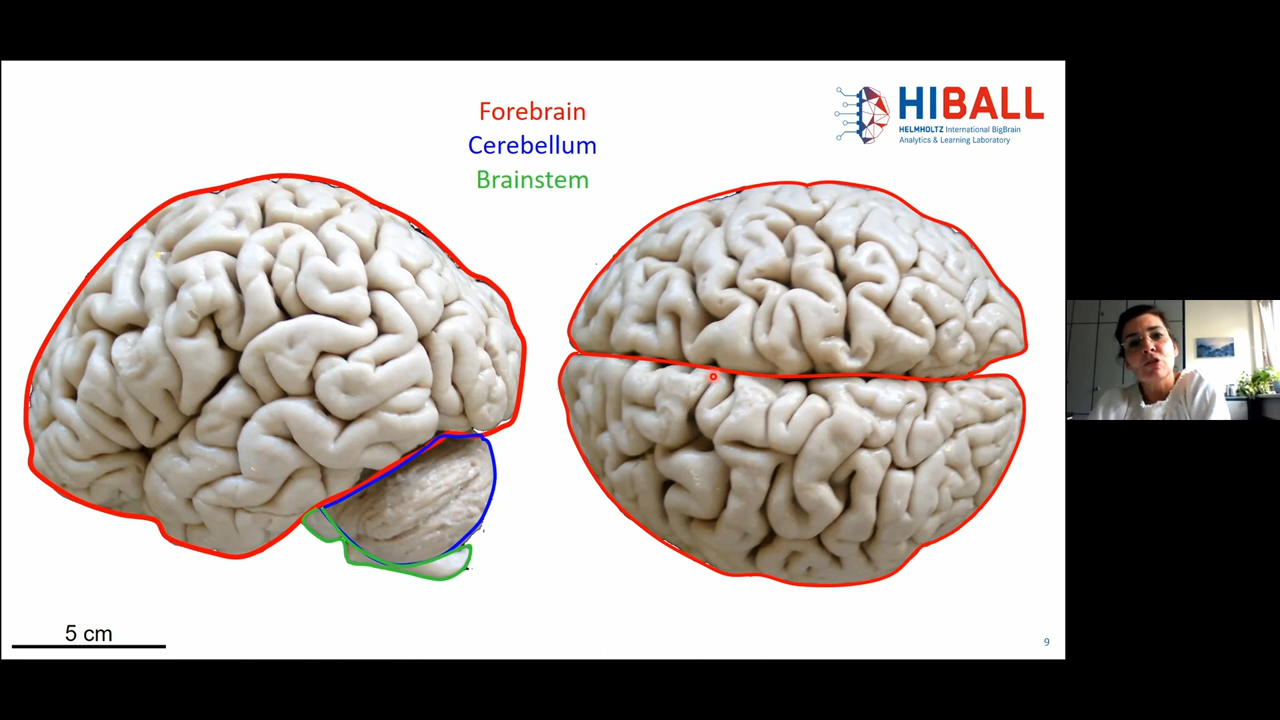 Forebrain
Cerebellum
Brainstem
HIBALL
HELMHOLTZ International BigBrain
Analytics & Learning Laboratory
5 cm
9